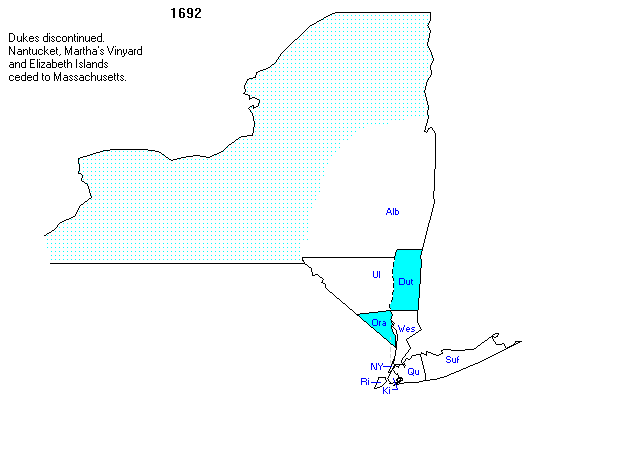 1692
Dukes discontinued.
Nantucket, Martha's Vinyard
and Elizabeth Islands
ceded to Massachusetts.
Alb
Ul
Dut
Ora
Wes
Suf
NY
Qu
Ri
Ki